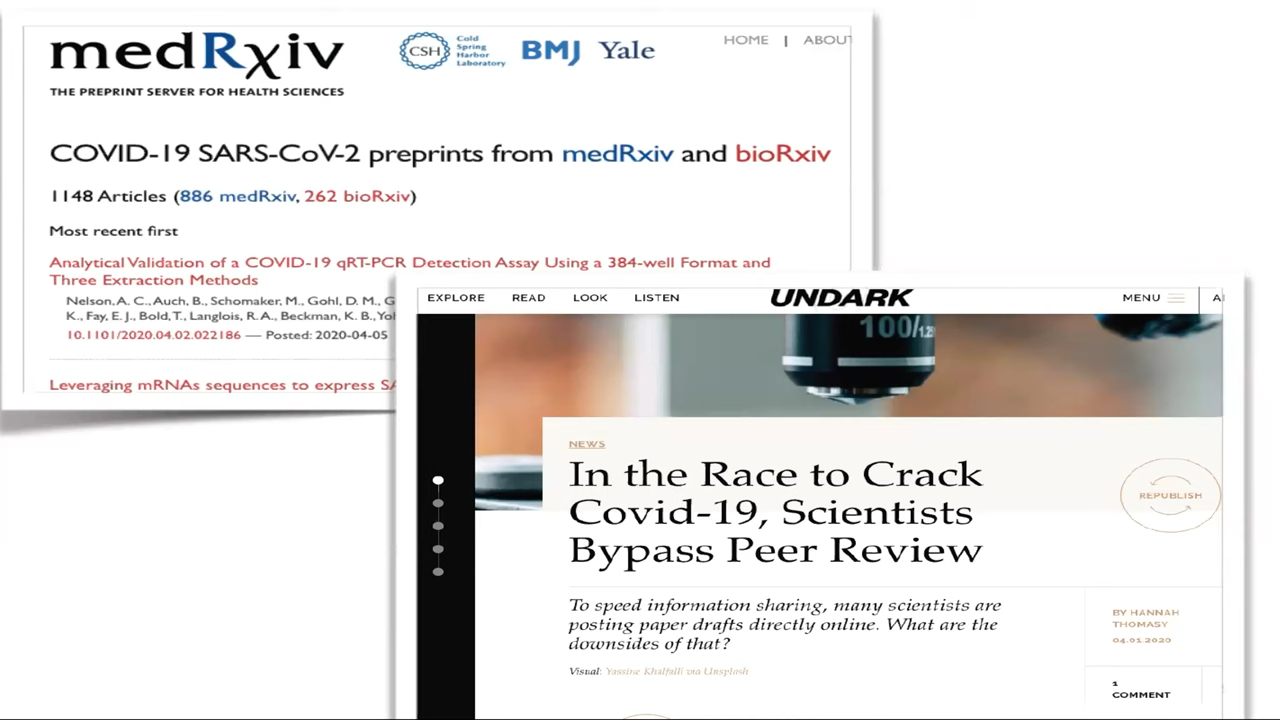 medRxiv
THE PREPRINT SERVER FOR HEALTH SCIENCES
CSH Cold Spring Harbor Laboratory
BMJ Yale
HOME | ABOUT
COVID-19 SARS-CoV-2 preprints from medRxiv and bioRxiv
1148 Articles (886 medRxiv, 262 bioRxiv)
Most recent first
Analytical Validation of a COVID-19 qRT-PCR Detection Assay Using a 384-well Format and
Three Extraction Methods
Nelson, A. C., Auch, B., Schomaker, M., Gohl, D. M., G
K., Fay, E. J., Bold, T., Langlois, R. A., Beckman, K. B.,
10.1101/2020.04.02.022186 — Posted: 2020-04-05
Leveraging mRNAs sequences to express SA
EXPLORE READ LOOK LISTEN
UNDARK
MENU
100/1.25
NEWS
In the Race to Crack
Covid-19, Scientists
Bypass Peer Review
REPUBLISH
To speed information sharing, many scientists are
posting paper drafts directly online. What are the
downsides of that?
Visual: Yassine Khalfalli via Unsplash
BY HANNAH
THOMASY
04.01.2020
1
COMMENT